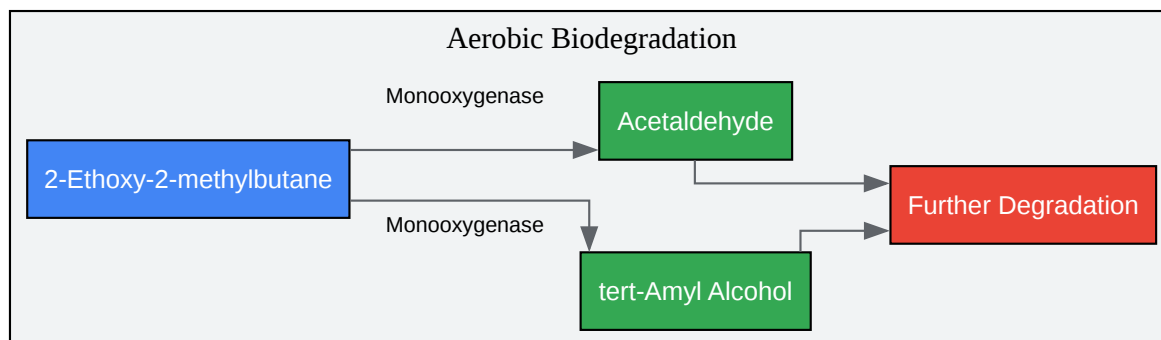 Aerobic Biodegradation
Monooxygenase
Acetaldehyde
2-Ethoxy-2-methylbutane
Further Degradation
Monooxygenase
tert-Amyl Alcohol